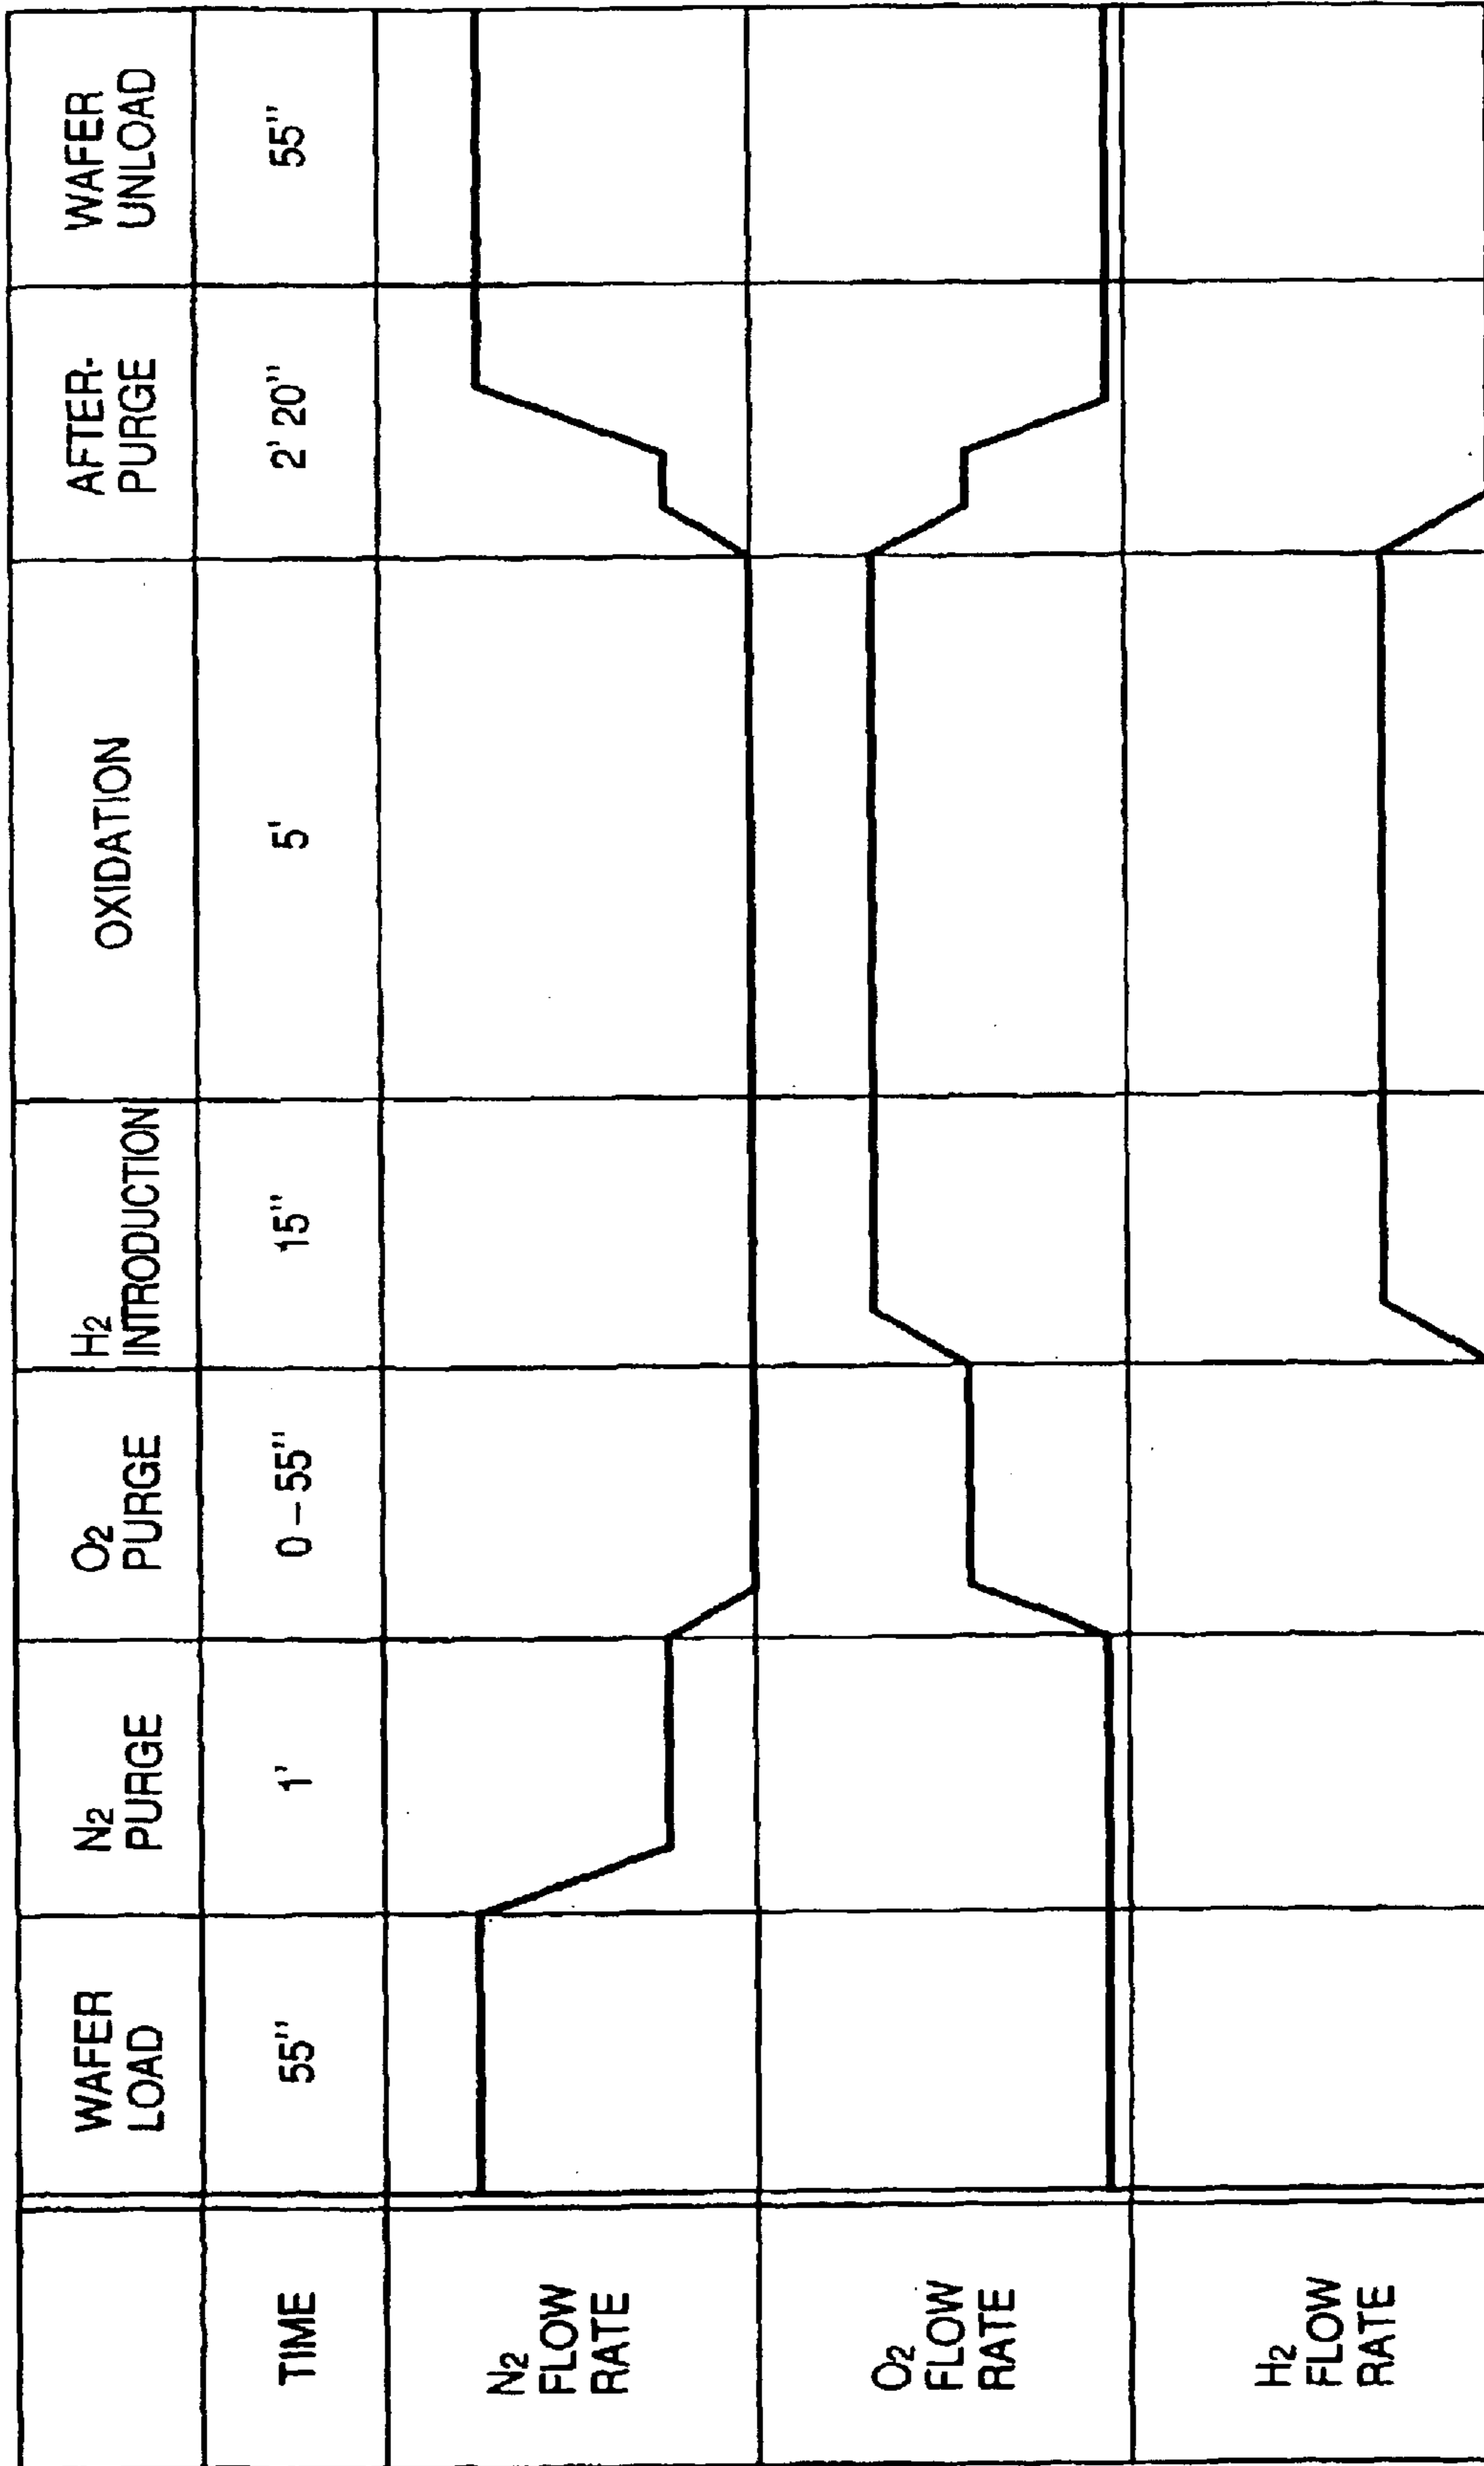 WAFER
LOAD
N2
PURGE
O2
PURGE
H2
INTRODUCTION
OXIDATION
AFTER-
PURGE
WAFER
UNLOAD
TIME
55"
1'
0 – 55"
15"
5'
2' 20"
55"
N2
FLOW
RATE
O2
FLOW
RATE
H2
FLOW
RATE